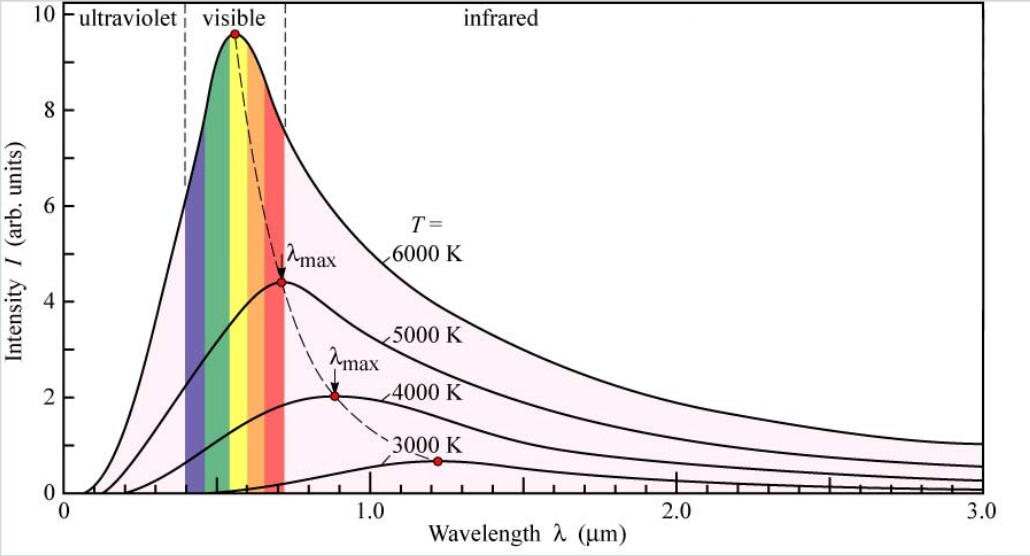 ultraviolet visible infrared
10
8
6
4
2
0
Intensity I (arb. units)
T =
6000 K
λmax
5000 K
λmax
4000 K
3000 K
0 1.0 2.0 3.0
Wavelength λ (μm)